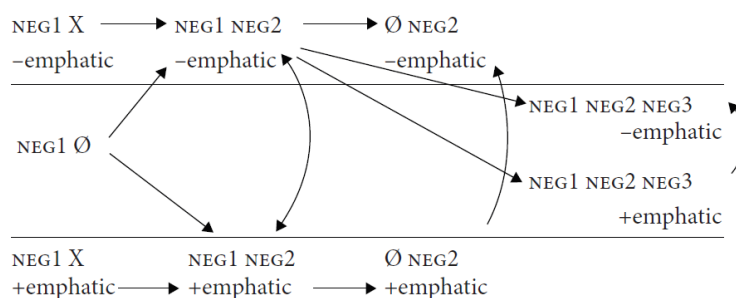 NEG1 X NEG1 NEG2 Ø NEG2
–emphatic –emphatic –emphatic
NEG1 NEG2 NEG3
–emphatic
NEG1 Ø
NEG1 NEG2 NEG3
+emphatic
NEG1 X NEG1 NEG2 Ø NEG2
+emphatic +emphatic +emphatic